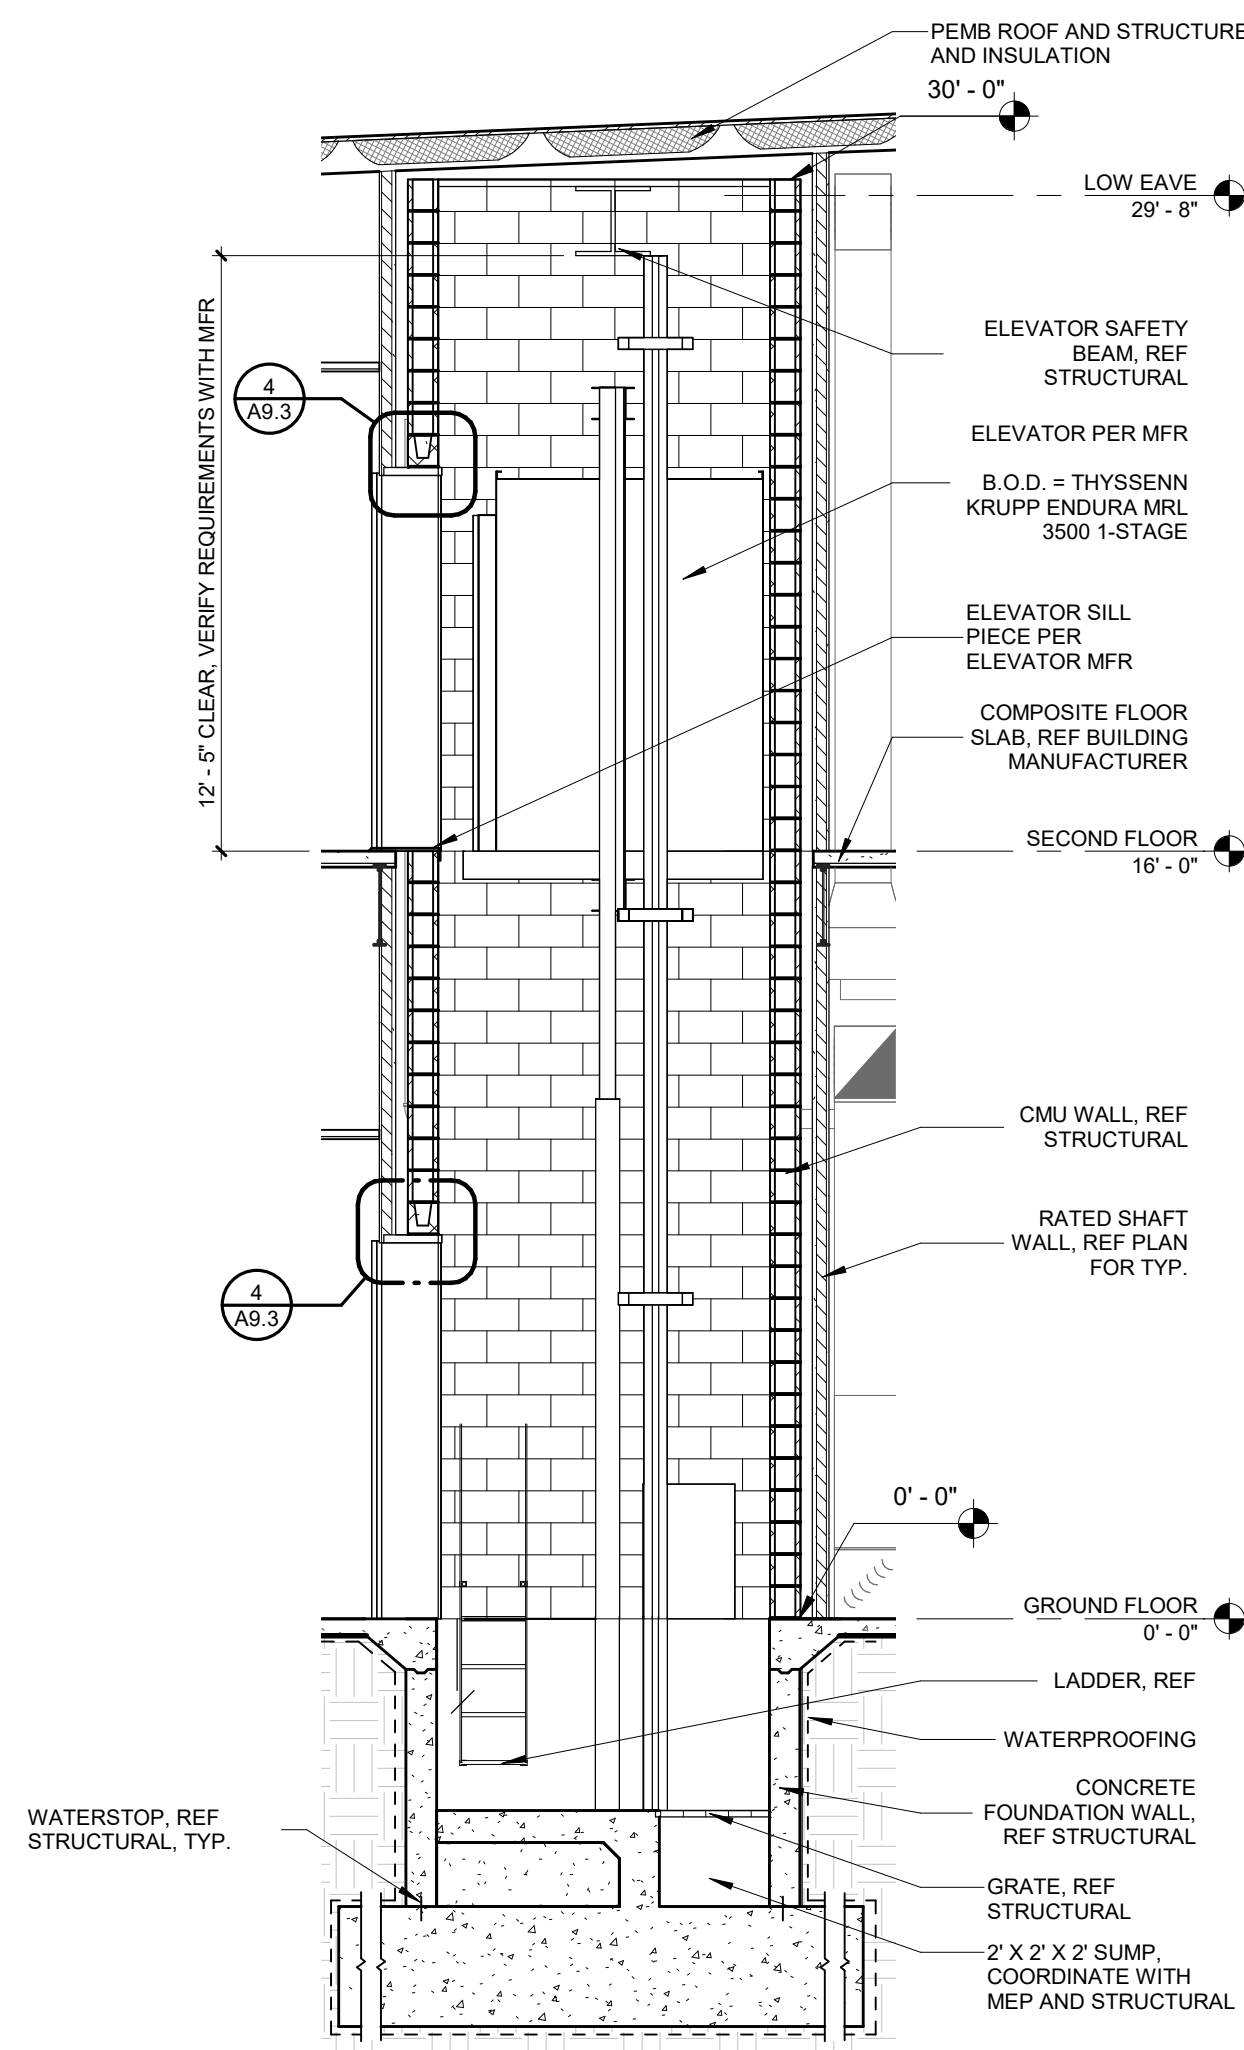 PEMB ROOF AND STRUCTURE
AND INSULATION
30' - 0"
LOW EAVE
29' - 8"
12' - 5" CLEAR, VERIFY REQUIREMENTS WITH MFR
ELEVATOR SAFETY
BEAM, REF
STRUCTURAL
4
A9.3
ELEVATOR PER MFR
B.O.D. = THYSSENN
KRUPP ENDURA MRL
3500 1-STAGE
ELEVATOR SILL
PIECE PER
ELEVATOR MFR
COMPOSITE FLOOR
SLAB, REF BUILDING
MANUFACTURER
SECOND FLOOR
16' - 0"
CMU WALL, REF
STRUCTURAL
RATED SHAFT
WALL, REF PLAN
FOR TYP.
4
A9.3
0' - 0"
GROUND FLOOR
0' - 0"
LADDER, REF
WATERPROOFING
CONCRETE
FOUNDATION WALL,
REF STRUCTURAL
WATERSTOP, REF
STRUCTURAL, TYP.
GRATE, REF
STRUCTURAL
2' X 2' X 2' SUMP,
COORDINATE WITH
MEP AND STRUCTURAL